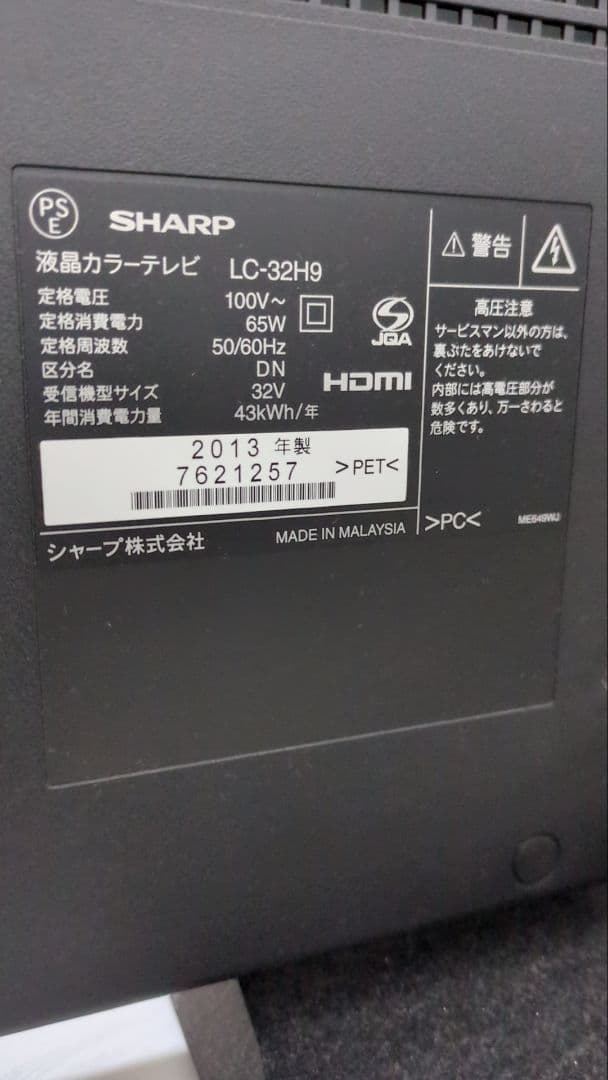 PS
E
SHARP
液晶カラーテレビ LC-32H9
定格電圧 100V~
定格消費電力 65W
定格周波数 50/60Hz
区分名 DN
受信機型サイズ 32V
年間消費電力量 43kWh/年
JQA
HDMI
2013 年製
7621257 >PET<
シャープ株式会社 MADE IN MALAYSIA
警告
高圧注意
サービスマン以外の方は、
裏ぶたをあけないで
ください。
内部には高電圧部分が
数多くあり、万一さわると
危険です。
>PC< ME649WJ